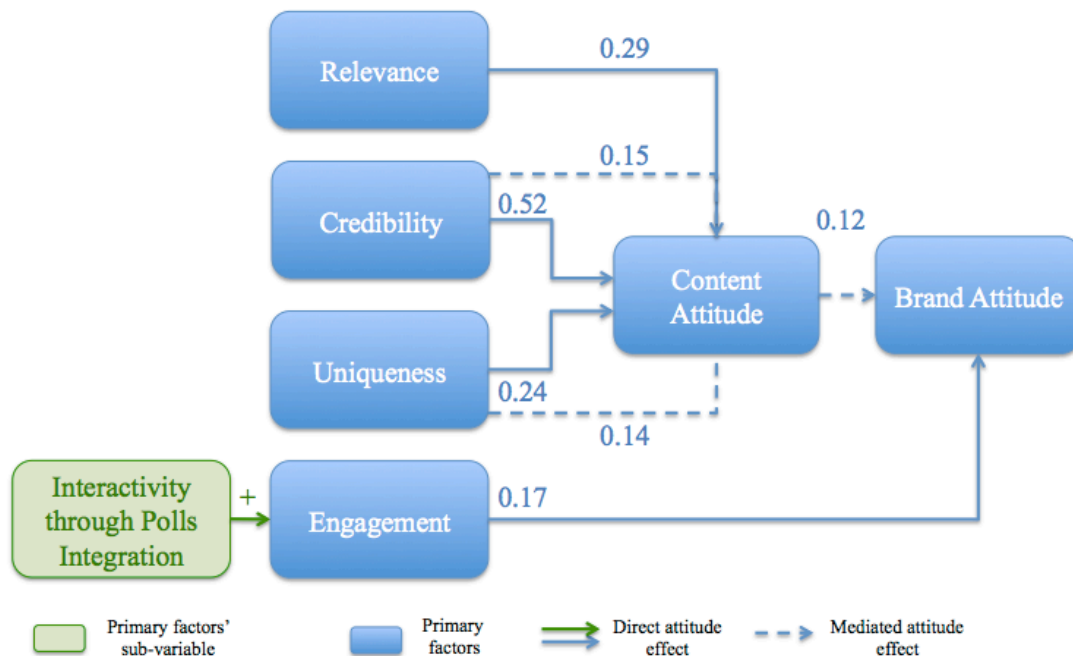 Relevance
0.29
0.15
Credibility
0.52
0.12
Content
Attitude
Brand Attitude
Uniqueness
0.24
0.14
Interactivity
through Polls
Integration
+
Engagement
0.17
Primary factors'
sub-variable
Primary
factors
Direct attitude
effect
Mediated attitude
effect